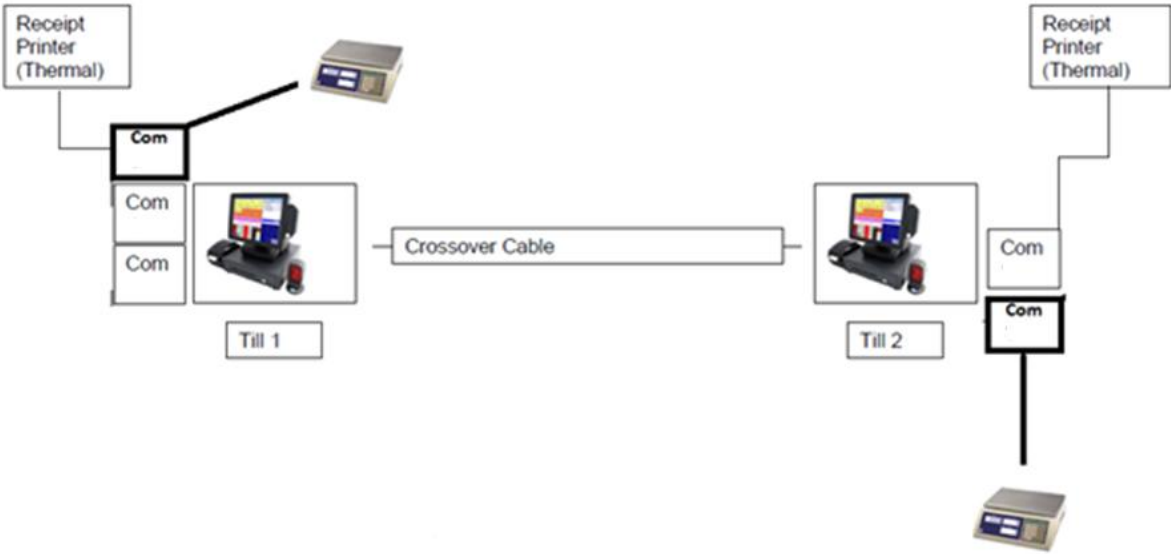 Receipt
Printer
(Thermal)
Receipt
Printer
(Thermal)
Com
Com
Com
Crossover Cable
Com
Com
Till 1
Till 2